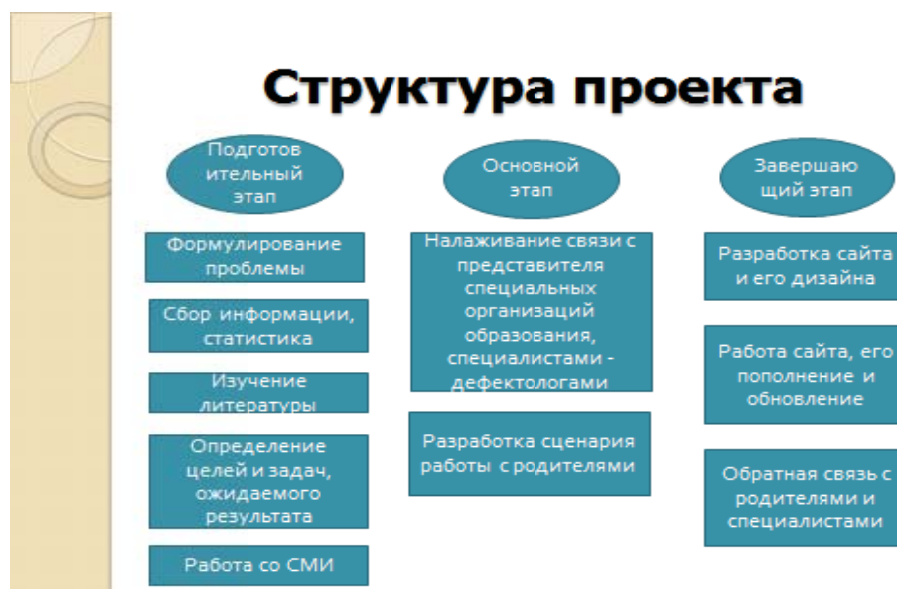 Структура проекта
Подготов
ительный
этап
Формулирование
проблемы
Сбор информации,
статистика
Изучение
литературы
Определение
целей и задач,
ожидаемого
результата
Работа со СМИ
Основной
этап
Налаживание связи с
представителя
специальных
организаций
образования,
специалистами -
дефектологами
Разработка сценария
работы с родителями
Завершаю
щий этап
Разработка сайта
и его дизайна
Работа сайта, его
пополнение и
обновление
Обратная связь с
родителями и
специалистами